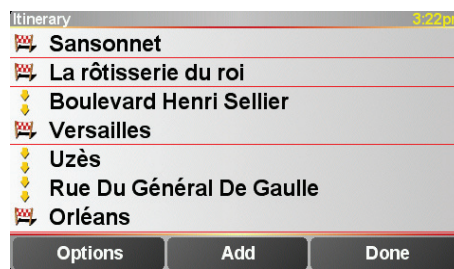 Itinerary 3:22p
Sansonnet
La rôtisserie du roi
Boulevard Henri Sellier
Versailles
Uzès
Rue Du Général De Gaulle
Orléans
Options Add Done